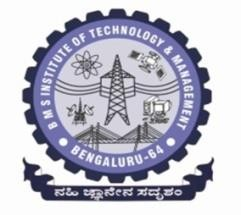 B M S INSTITUTE OF TECHNOLOGY & MANAGEMENT
• BENGALURU-64 •
ನಹಿ ಜ್ಞಾನೇನ ಸದೃಶಂ